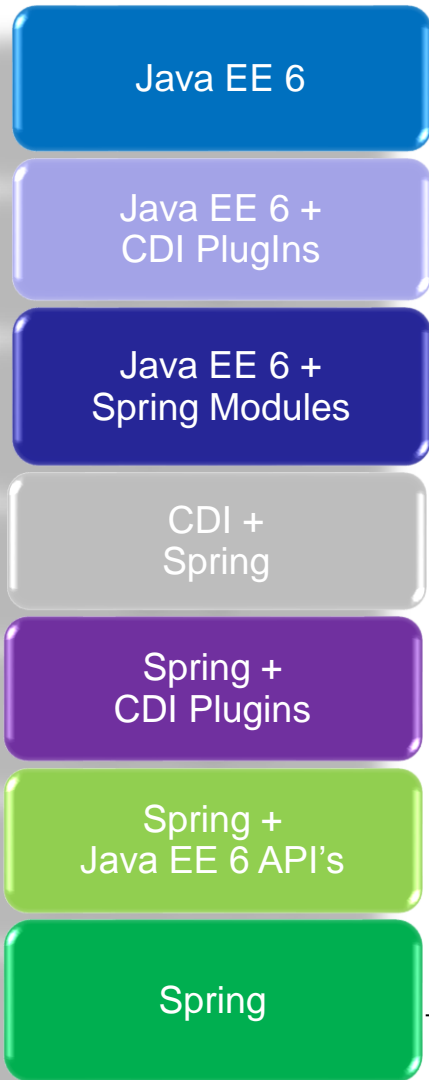 Java EE 6
Java EE 6 +
CDI PlugIns
Java EE 6 +
Spring Modules
CDI +
Spring
Spring +
CDI Plugins
Spring +
Java EE 6 API's
Spring